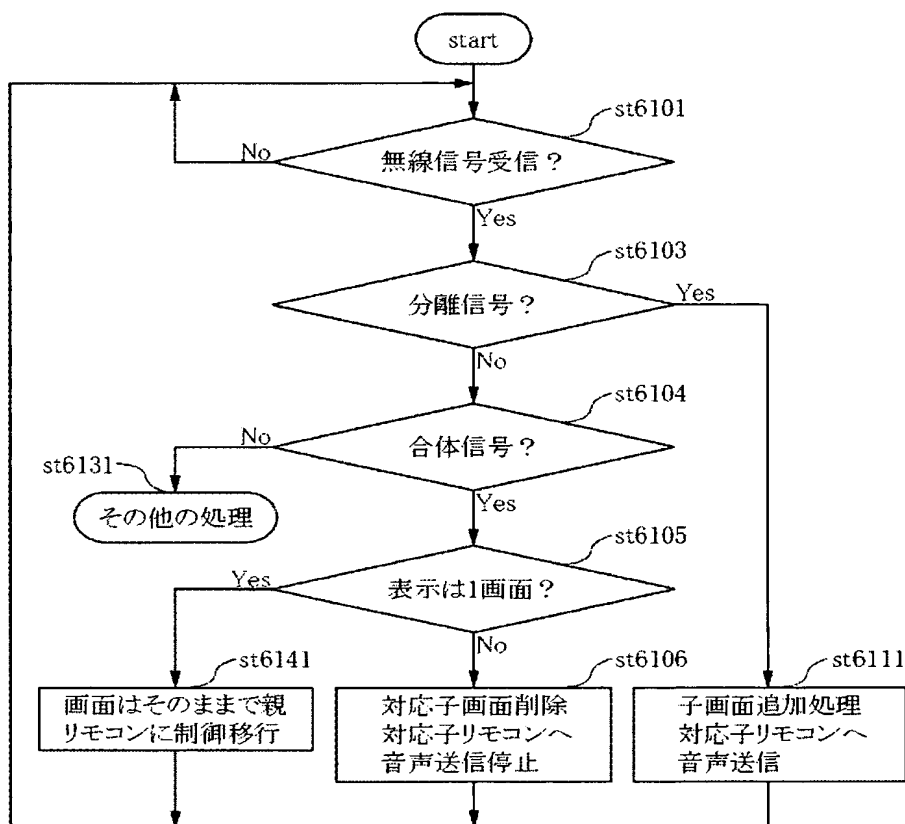 start
st6101
No
無線信号受信？
Yes
st6103
Yes
分離信号？
No
st6104
No
合体信号？
st6131
Yes
その他の処理
st6105
Yes
表示は1画面？
No
st6141
st6106
st6111
画面はそのままで親
リモコンに制御移行
対応子画面削除
対応子リモコンへ
音声送信停止
子画面追加処理
対応子リモコンへ
音声送信